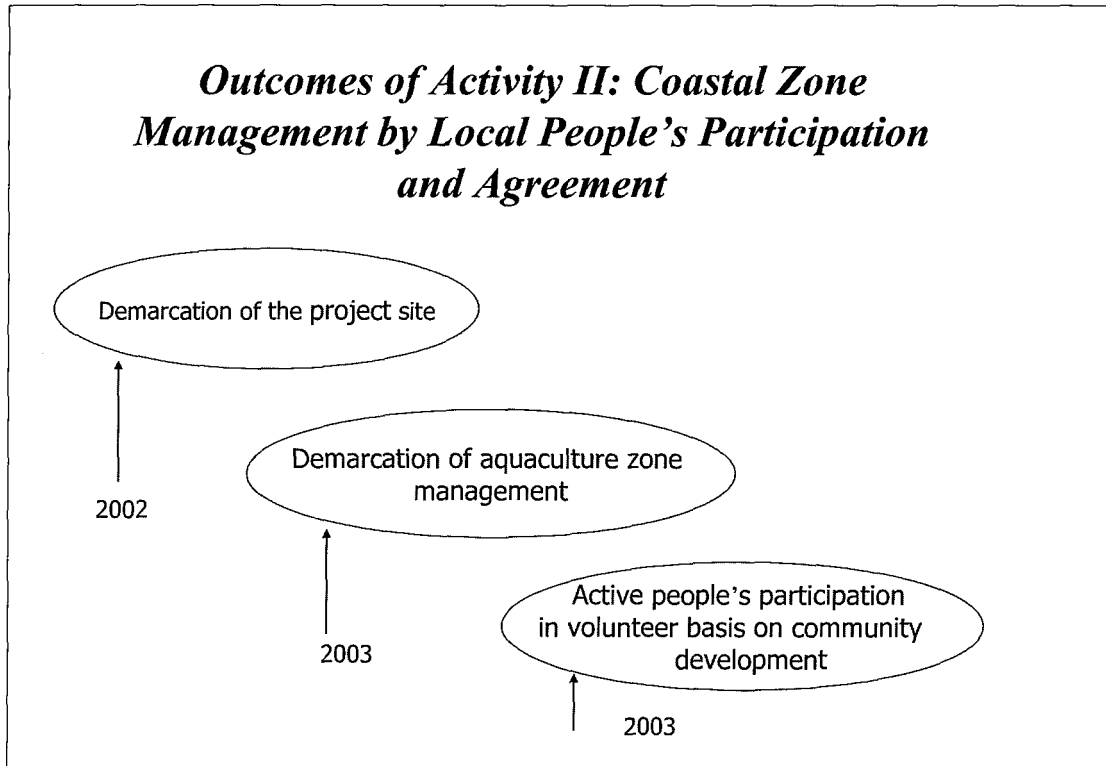 Outcomes of Activity II: Coastal Zone
Management by Local People's Participation
and Agreement
Demarcation of the project site
2002
Demarcation of aquaculture zone
management
2003
Active people's participation
in volunteer basis on community
development
2003